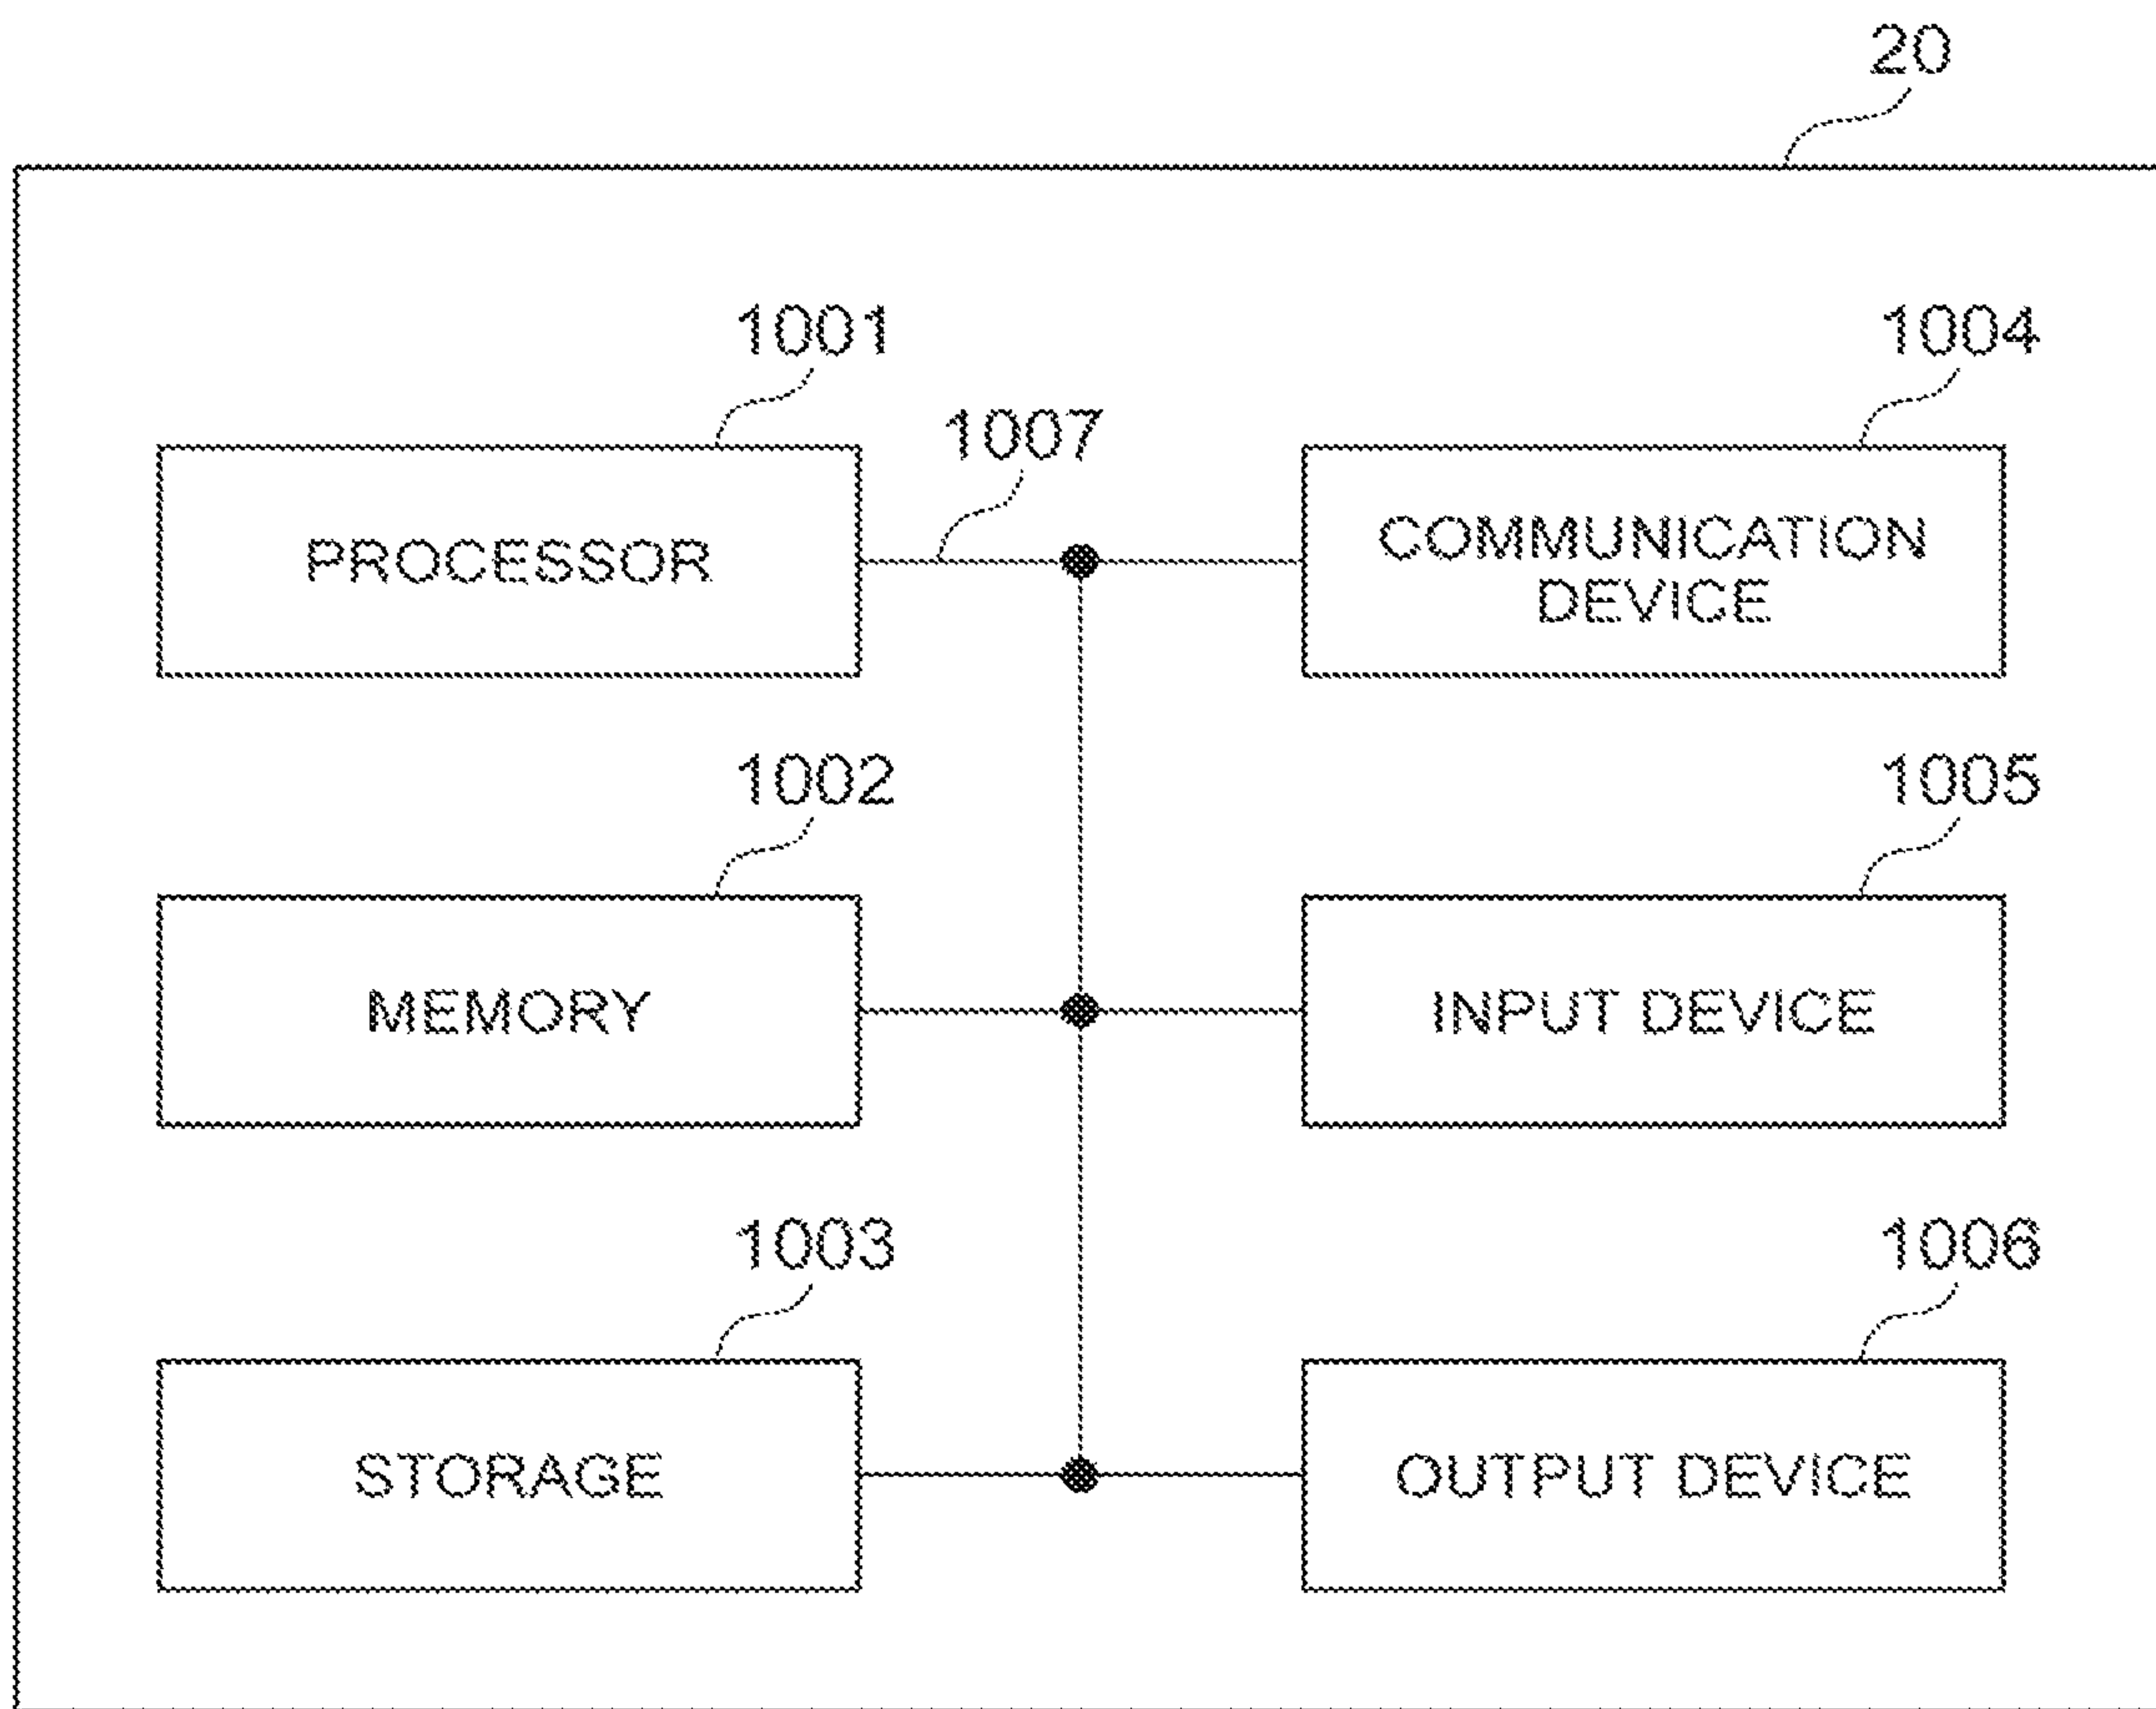 20
1001
1004
1007
PROCESSOR
COMMUNICATION
DEVICE
1002
1005
MEMORY
INPUT DEVICE
1003
1006
STORAGE
OUTPUT DEVICE